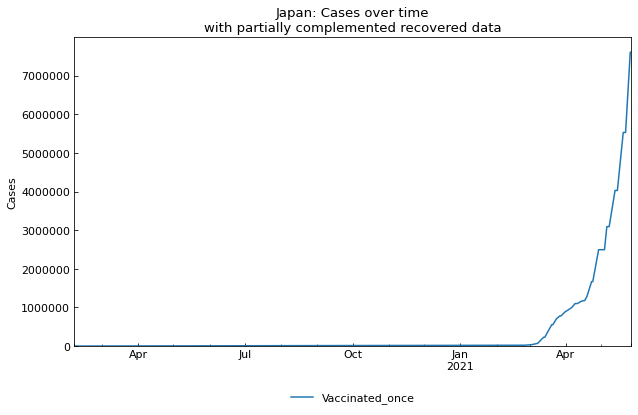 Japan: Cases over time
with partially complemented recovered data
7000000
6000000
5000000
4000000
3000000
2000000
1000000
0
Cases
Apr
Jul
Oct
Jan
2021
Apr
Vaccinated_once